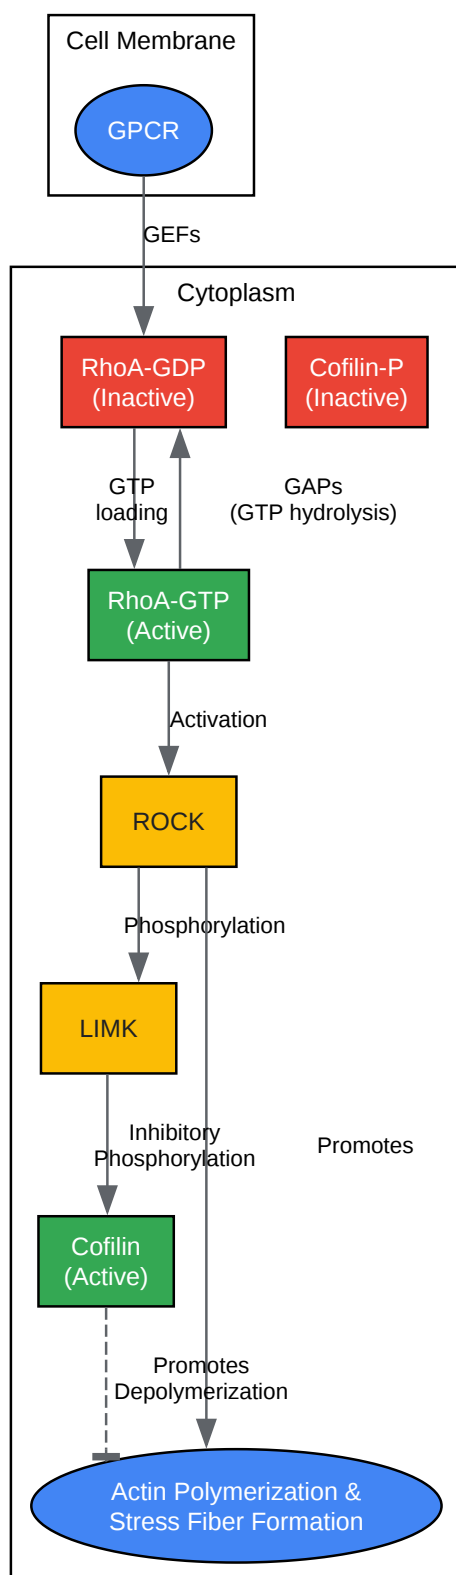 Cell Membrane
GPCR
GEFs
Cytoplasm
RhoA-GDP
(Inactive)
Cofilin-P
(Inactive)
GTP
loading
GAPs
(GTP hydrolysis)
RhoA-GTP
(Active)
Activation
ROCK
Phosphorylation
LIMK
Inhibitory
Phosphorylation
Promotes
Cofilin
(Active)
Promotes
Depolymerization
Actin Polymerization &
Stress Fiber Formation